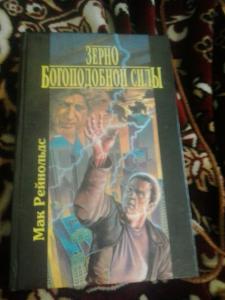 ЗЕРНО
БОГОПОДОБНОЙ СИЛЫ
Мак Рейнольдс